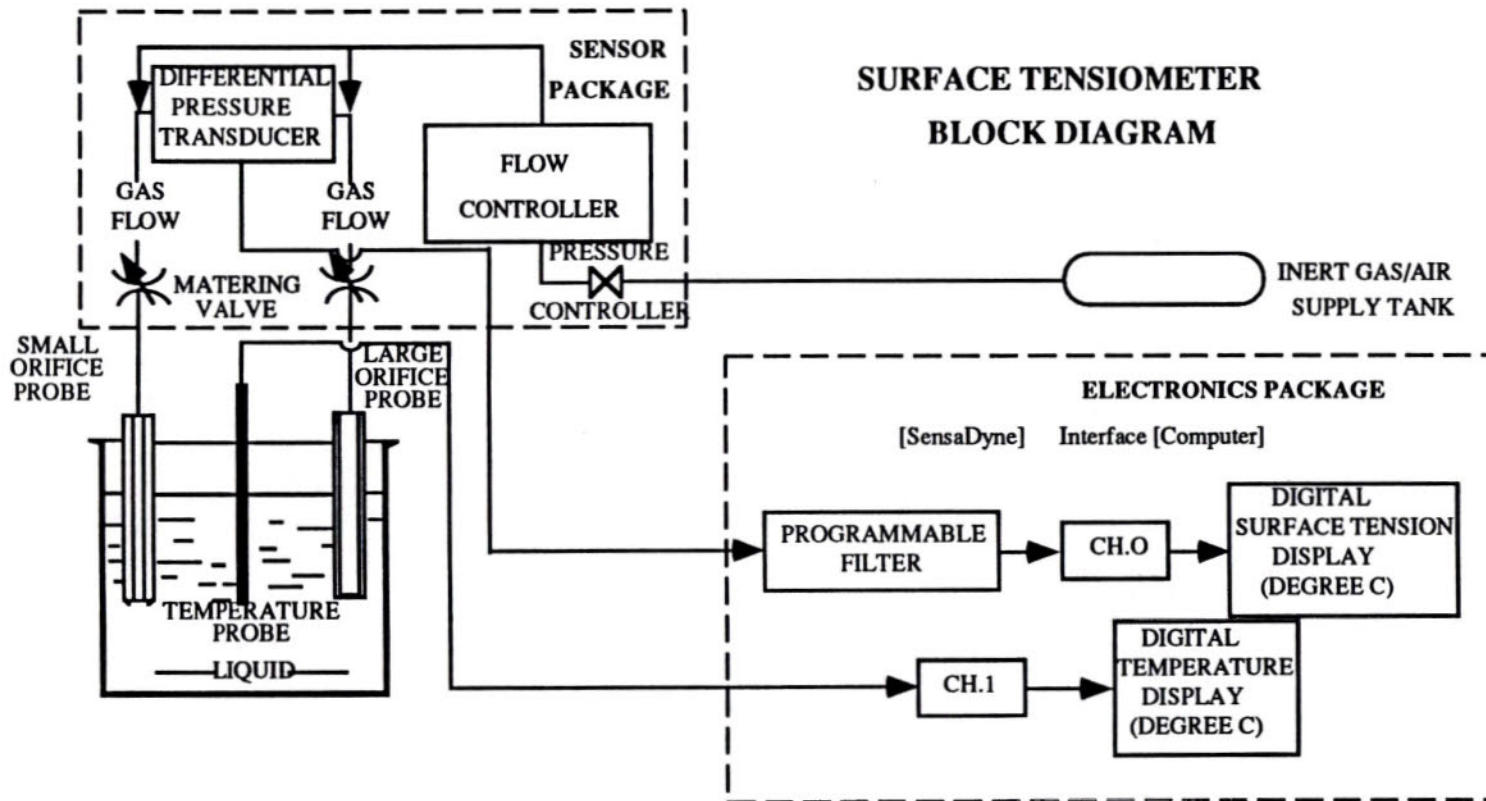 SURFACE TENSIOMETER
BLOCK DIAGRAM
SENSOR
PACKAGE
DIFFERENTIAL
PRESSURE
TRANSDUCER
FLOW
CONTROLLER
GAS
FLOW
GAS
FLOW
MATERING
VALVE
PRESSURE
CONTROLLER
INERT GAS/AIR
SUPPLY TANK
SMALL
ORIFICE
PROBE
LARGE
ORIFICE
PROBE
TEMPERATURE
PROBE
LIQUID
ELECTRONICS PACKAGE
[SensaDyne] Interface [Computer]
PROGRAMMABLE
FILTER
CH.O
DIGITAL
SURFACE TENSION
DISPLAY
(DEGREE C)
CH.1
DIGITAL
TEMPERATURE
DISPLAY
(DEGREE C)